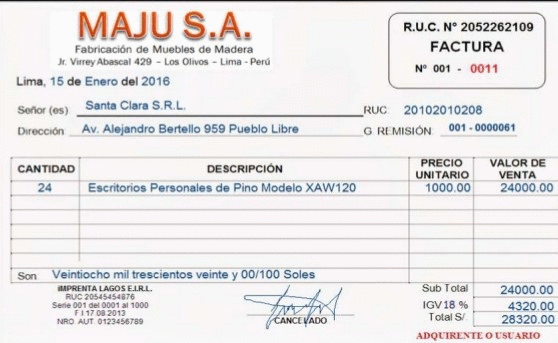 MAJU S.A.
Fabricación de Muebles de Madera
Jr. Virrey Abascal 429 - Los Olivos - Lima - Perú
R.U.C. Nº 2052262109
FACTURA
Nº 001 - 0011
Lima, 15 de Enero del 2016
Señor (es) Santa Clara S.R.L.
RUC 20102010208
Dirección Av. Alejandro Bertello 959 Pueblo Libre
G. REMISIÓN. 001 - 0000061
CANTIDAD DESCRIPCIÓN PRECIO UNITARIO VALOR DE VENTA
24 Escritorios Personales de Pino Modelo XAW120 1000.00 24000.00
Son Veintiocho mil trescientos veinte y 00/100 Soles
IMPRENTA LAGOS E.I.R.L.
RUC 20545454876
Serie 001 del 0001 al 1000
F.I 17.08.2013
NRO AUT. 0123456789
CANCELADO
Sub Total 24000.00
IGV 18 % 4320.00
Total S/ 28320.00
ADQUIRENTE O USUARIO